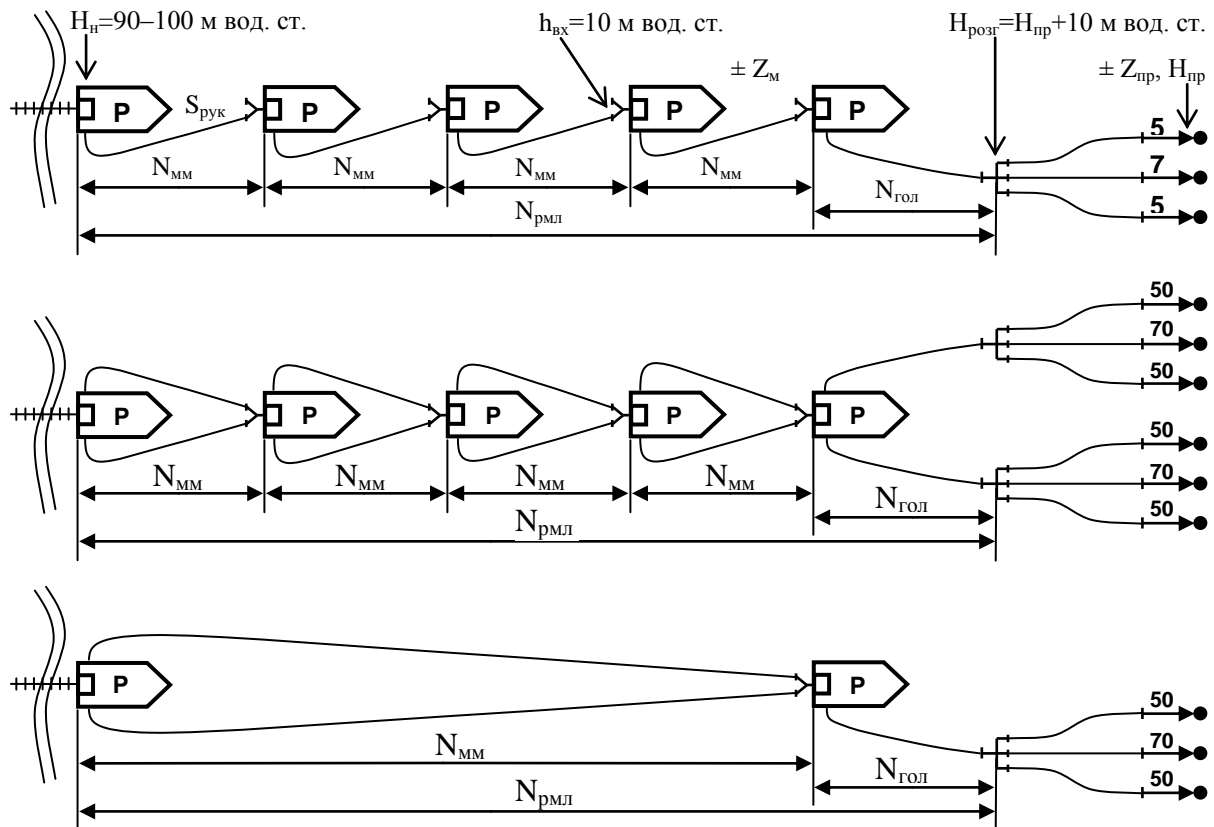 Hн=90–100 м вод. ст. hвх=10 м вод. ст. Hрозг=Hпр+10 м вод. ст.
± Zм ± Zпр, Hпр
P Sрук P P P P
5
7
5
Nмм Nмм Nмм Nмм Nгол
Nрмл
50
70
50
P P P P P
50
70
50
Nмм Nмм Nмм Nмм Nгол
Nрмл
P P
50
70
50
Nмм Nгол
Nрмл